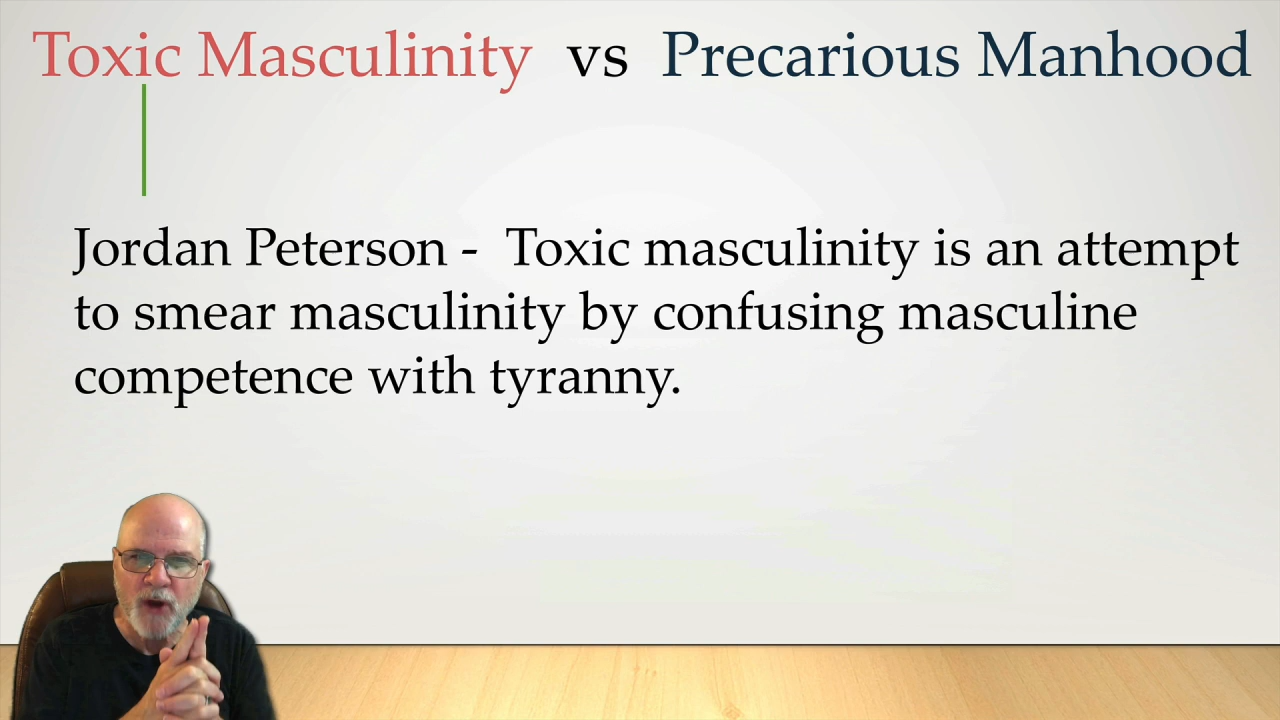 Toxic Masculinity vs Precarious Manhood
Jordan Peterson - Toxic masculinity is an attempt
to smear masculinity by confusing masculine
competence with tyranny.